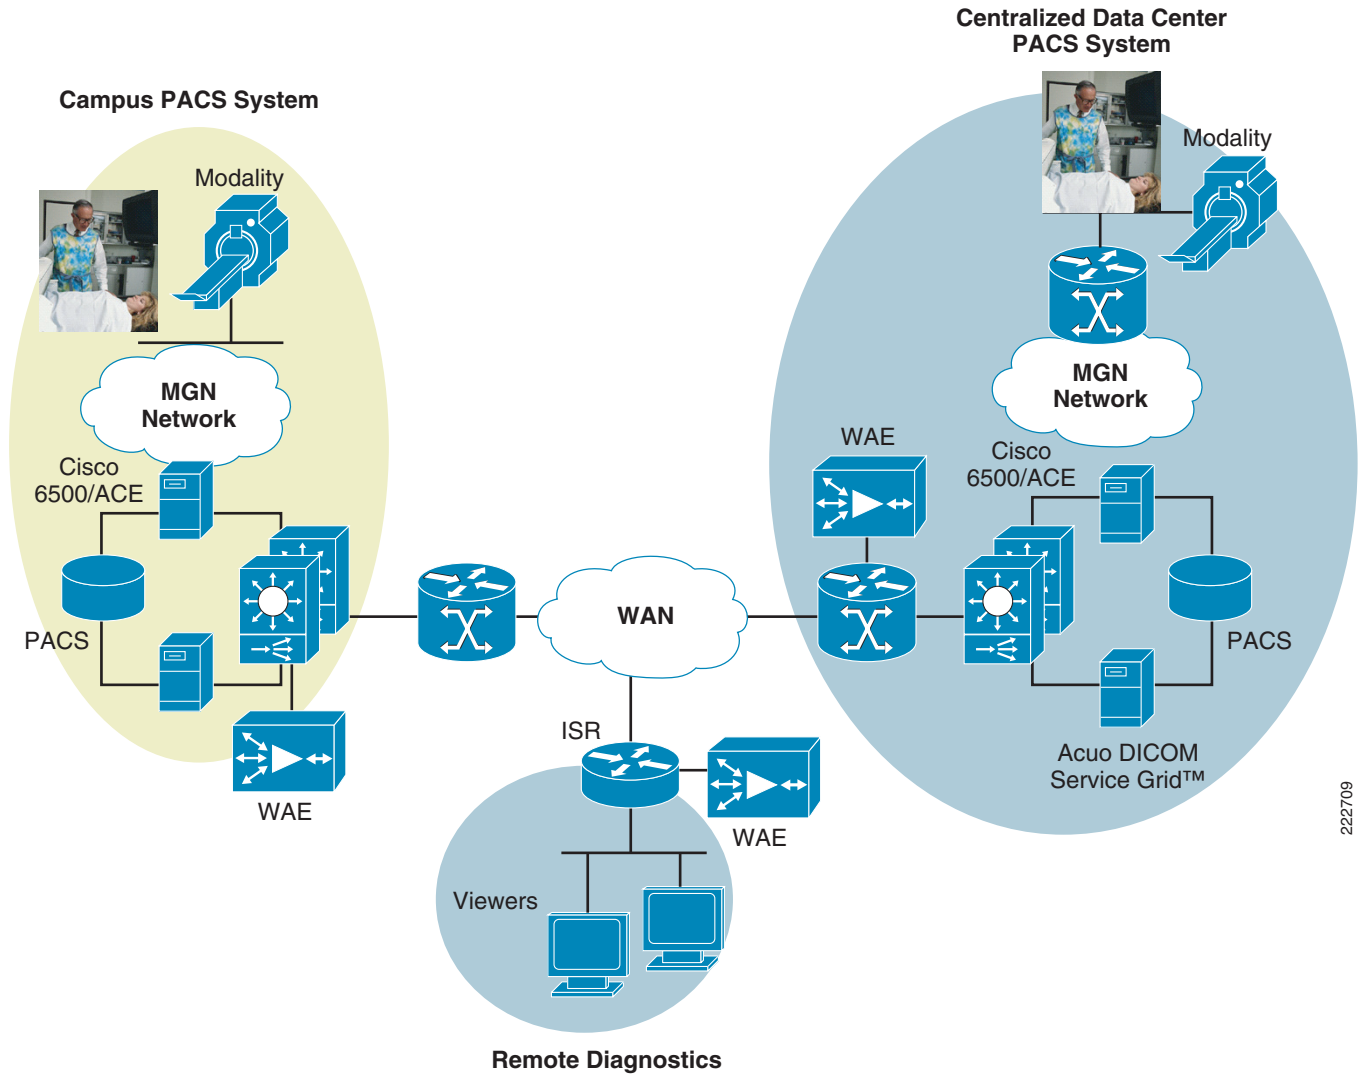 Centralized Data Center
PACS System
Campus PACS System
Modality
Modality
MGN
Network
MGN
Network
Cisco
6500/ACE
WAE
Cisco
6500/ACE
PACS
WAN
PACS
ISR
WAE
WAE
Acuo DICOM
Service Grid™
Viewers
Remote Diagnostics
222709